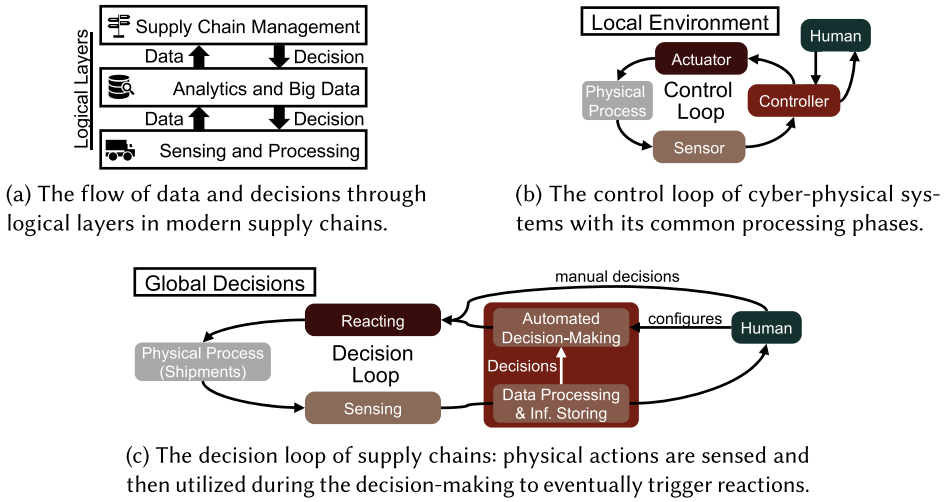 Logical Layers
Supply Chain Management
Data
Decision
Analytics and Big Data
Data
Decision
Sensing and Processing
(a) The flow of data and decisions through
logical layers in modern supply chains.
Local Environment
Human
Actuator
Physical
Process
Control
Loop
Controller
Sensor
(b) The control loop of cyber-physical sys-
tems with its common processing phases.
Global Decisions
manual decisions
Reacting
Automated
Decision-Making
configures
Human
Physical Process
(Shipments)
Decision
Loop
Decisions
Sensing
Data Processing
& Inf. Storing
(c) The decision loop of supply chains: physical actions are sensed and
then utilized during the decision-making to eventually trigger reactions.